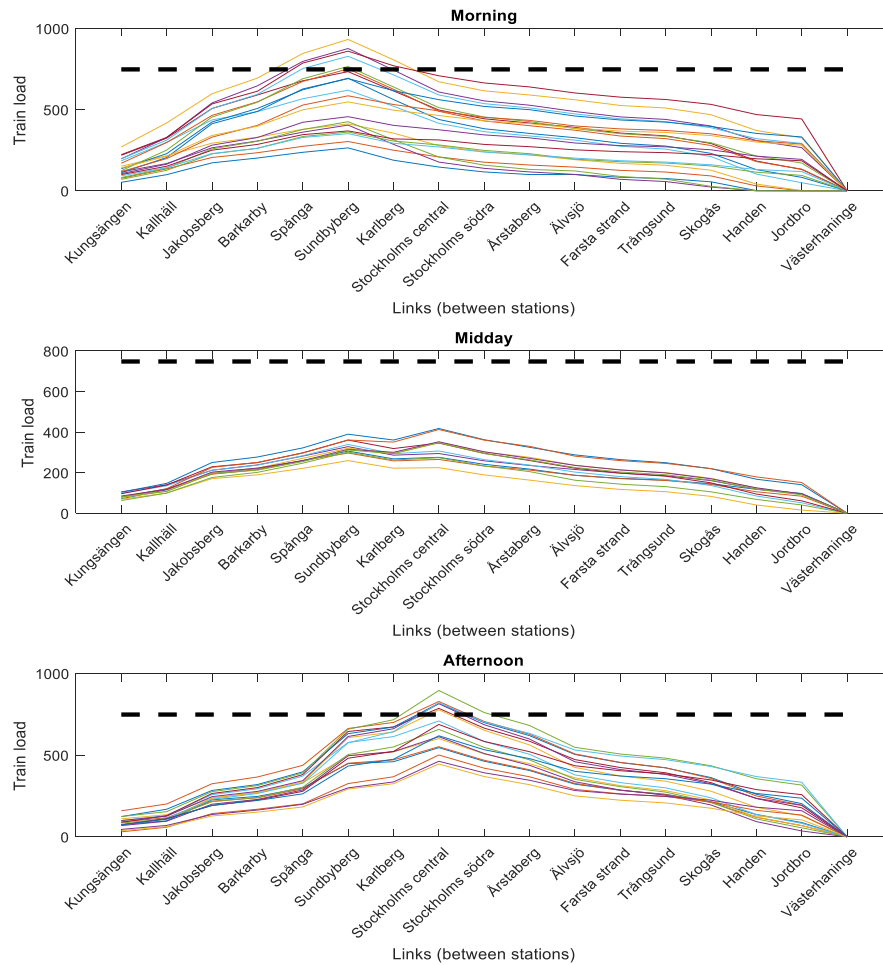 Morning
1000
500
0
Train load
Kungsängen
Kallhäll
Jakobsberg
Barkarby
Spånga
Sundbyberg
Karlberg
Stockholms central
Stockholms södra
Årstaberg
Älvsjö
Farsta strand
Trångsund
Skogås
Handen
Jordbro
Västerhaninge
Links (between stations)
Midday
800
600
400
200
0
Train load
Kungsängen
Kallhäll
Jakobsberg
Barkarby
Spånga
Sundbyberg
Karlberg
Stockholms central
Stockholms södra
Årstaberg
Älvsjö
Farsta strand
Trångsund
Skogås
Handen
Jordbro
Västerhaninge
Links (between stations)
Afternoon
1000
500
0
Train load
Kungsängen
Kallhäll
Jakobsberg
Barkarby
Spånga
Sundbyberg
Karlberg
Stockholms central
Stockholms södra
Årstaberg
Älvsjö
Farsta strand
Trångsund
Skogås
Handen
Jordbro
Västerhaninge
Links (between stations)